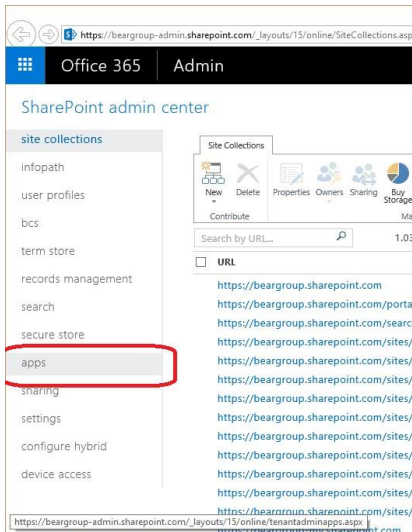 https://beargroup-admin.sharepoint.com/_layouts/15/online/SiteCollections.asp
Office 365 Admin
SharePoint admin center
site collections
infopath
user profiles
bcs
term store
records management
search
secure store
apps
sharing
settings
configure hybrid
device access
Site Collections
New Delete Properties Owners Sharing Buy Storage
Contribute Ma
Search by URL... 1.03
URL
https://beargroup.sharepoint.com
https://beargroup.sharepoint.com/porta
https://beargroup.sharepoint.com/searc
https://beargroup.sharepoint.com/sites/
https://beargroup.sharepoint.com/sites/
https://beargroup.sharepoint.com/sites/
https://beargroup.sharepoint.com/sites/
https://beargroup.sharepoint.com/sites/
https://beargroup.sharepoint.com/sites/
https://beargroup.sharepoint.com/sites/
https://beargroup.sharepoint.com/sites/
https://beargroup.sharepoint.com/sites/
https://beargroup.sharepoint.com/sites/
https://beargroup-admin.sharepoint.com/_layouts/15/online/tenantadminapps.aspx